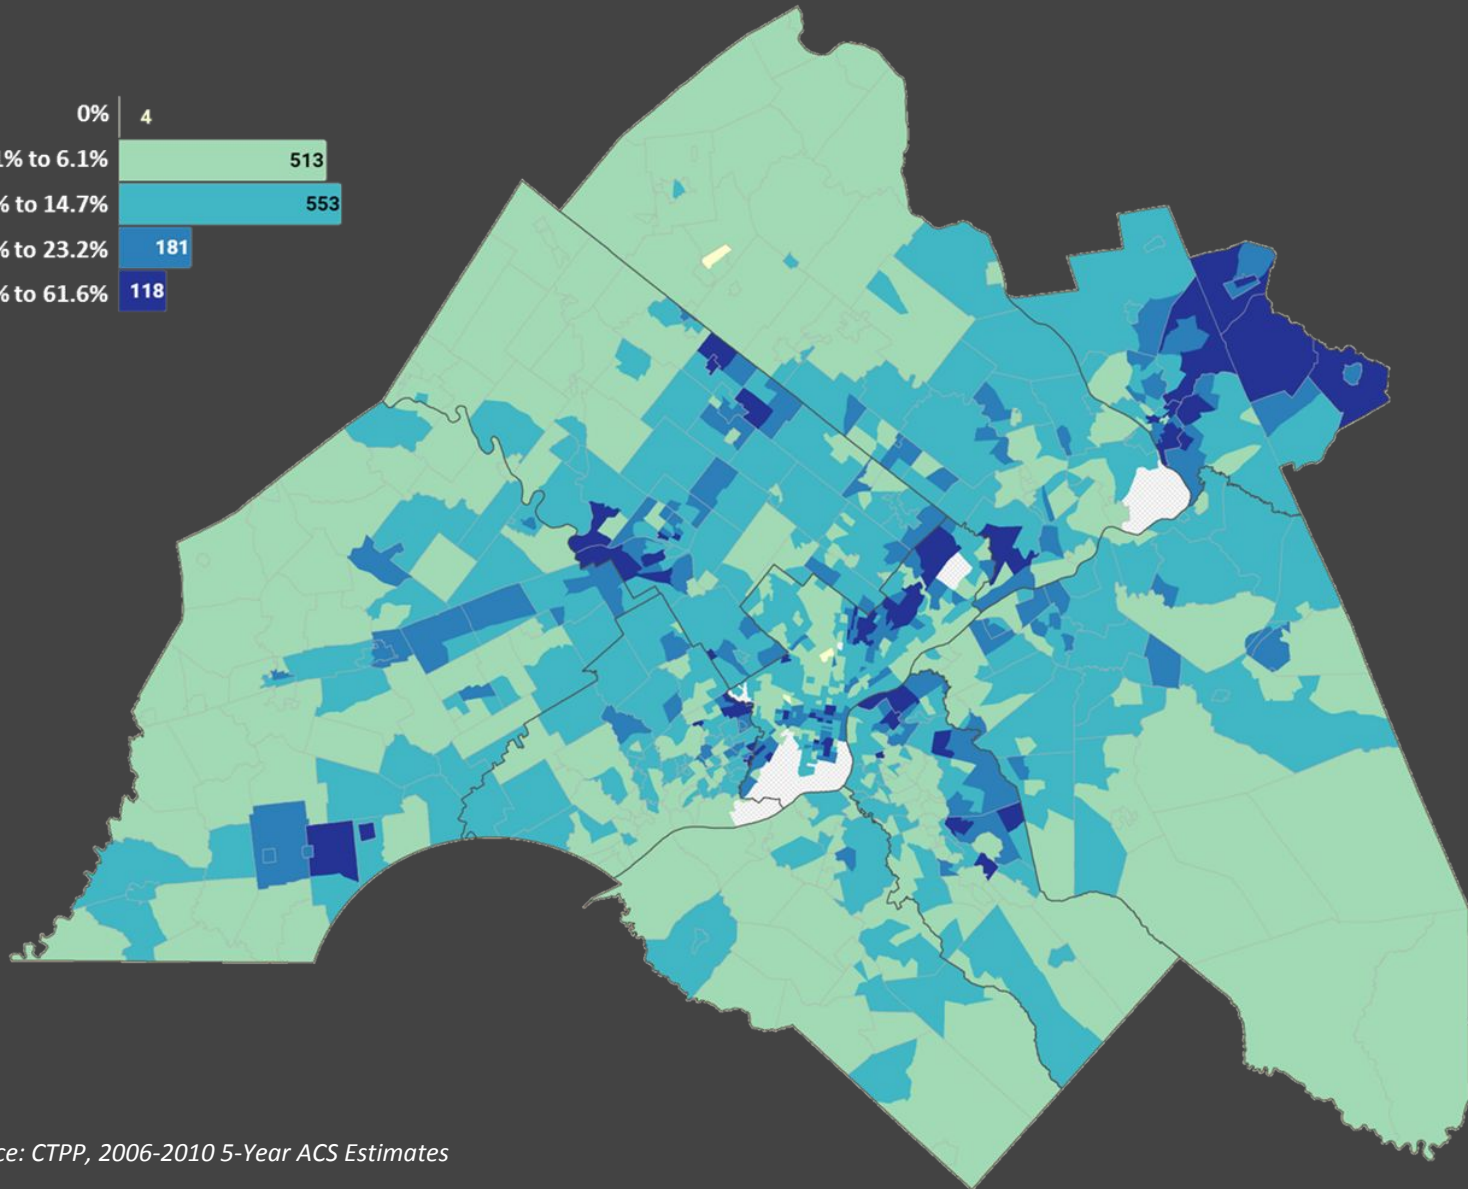 0%
4
% to 6.1%
513
% to 14.7%
553
% to 23.2%
181
% to 61.6%
118
ce: CTPP, 2006-2010 5-Year ACS Estimates